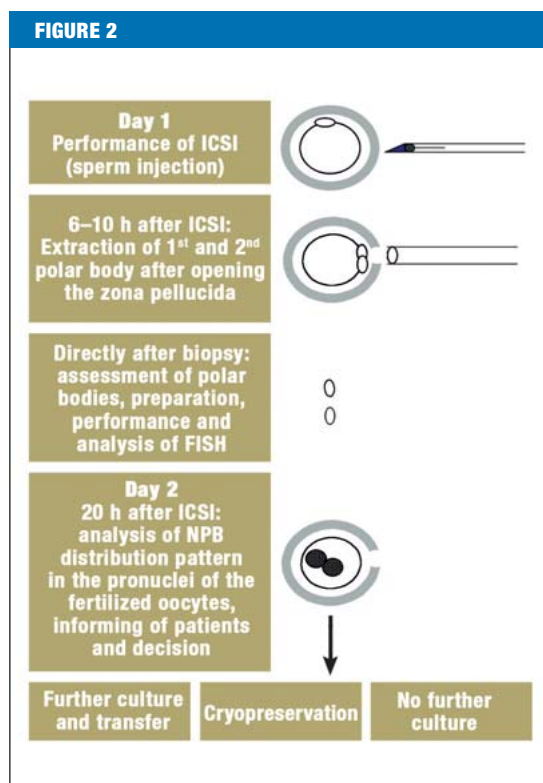 FIGURE 2
Day 1
Performance of ICSI
(sperm injection)
6–10 h after ICSI:
Extraction of 1st and 2nd
polar body after opening
the zona pellucida
Directly after biopsy:
assessment of polar
bodies, preparation,
performance and
analysis of FISH
Day 2
20 h after ICSI:
analysis of NPB
distribution pattern
in the pronuclei of the
fertilized oocytes,
informing of patients
and decision
Further culture
and transfer
Cryopreservation
No further
culture